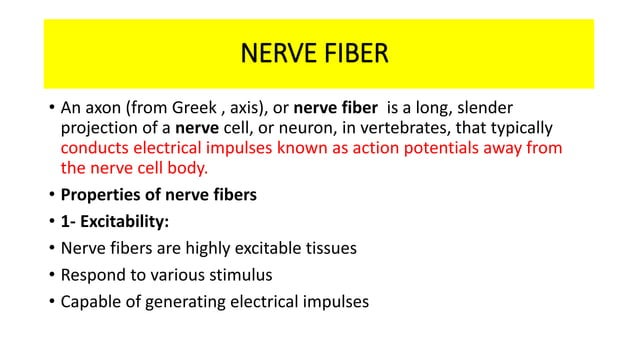 NERVE FIBER
• An axon (from Greek , axis), or nerve fiber is a long, slender
projection of a nerve cell, or neuron, in vertebrates, that typically
conducts electrical impulses known as action potentials away from
the nerve cell body.
• Properties of nerve fibers
• 1- Excitability:
• Nerve fibers are highly excitable tissues
• Respond to various stimulus
• Capable of generating electrical impulses